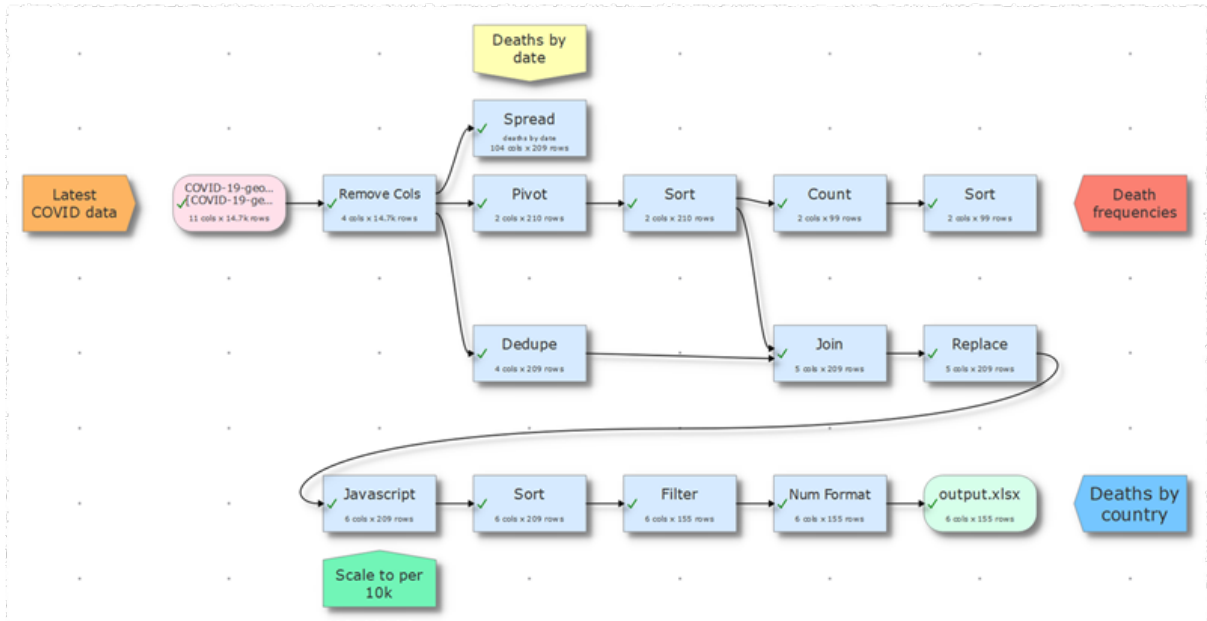 Deaths by
date
Spread
deaths by date
104 cols x 209 rows
Latest
COVID data
COVID-19-geo...
[COVID-19-ge...
11 cols x 14.7k rows
Remove Cols
4 cols x 14.7k rows
Pivot
2 cols x 210 rows
Sort
2 cols x 210 rows
Count
2 cols x 99 rows
Sort
2 cols x 99 rows
Death
frequencies
Dedupe
4 cols x 209 rows
Join
5 cols x 209 rows
Replace
5 cols x 209 rows
Javascript
6 cols x 209 rows
Sort
6 cols x 209 rows
Filter
6 cols x 155 rows
Num Format
6 cols x 155 rows
output.xlsx
6 cols x 155 rows
Deaths by
country
Scale to per
10k